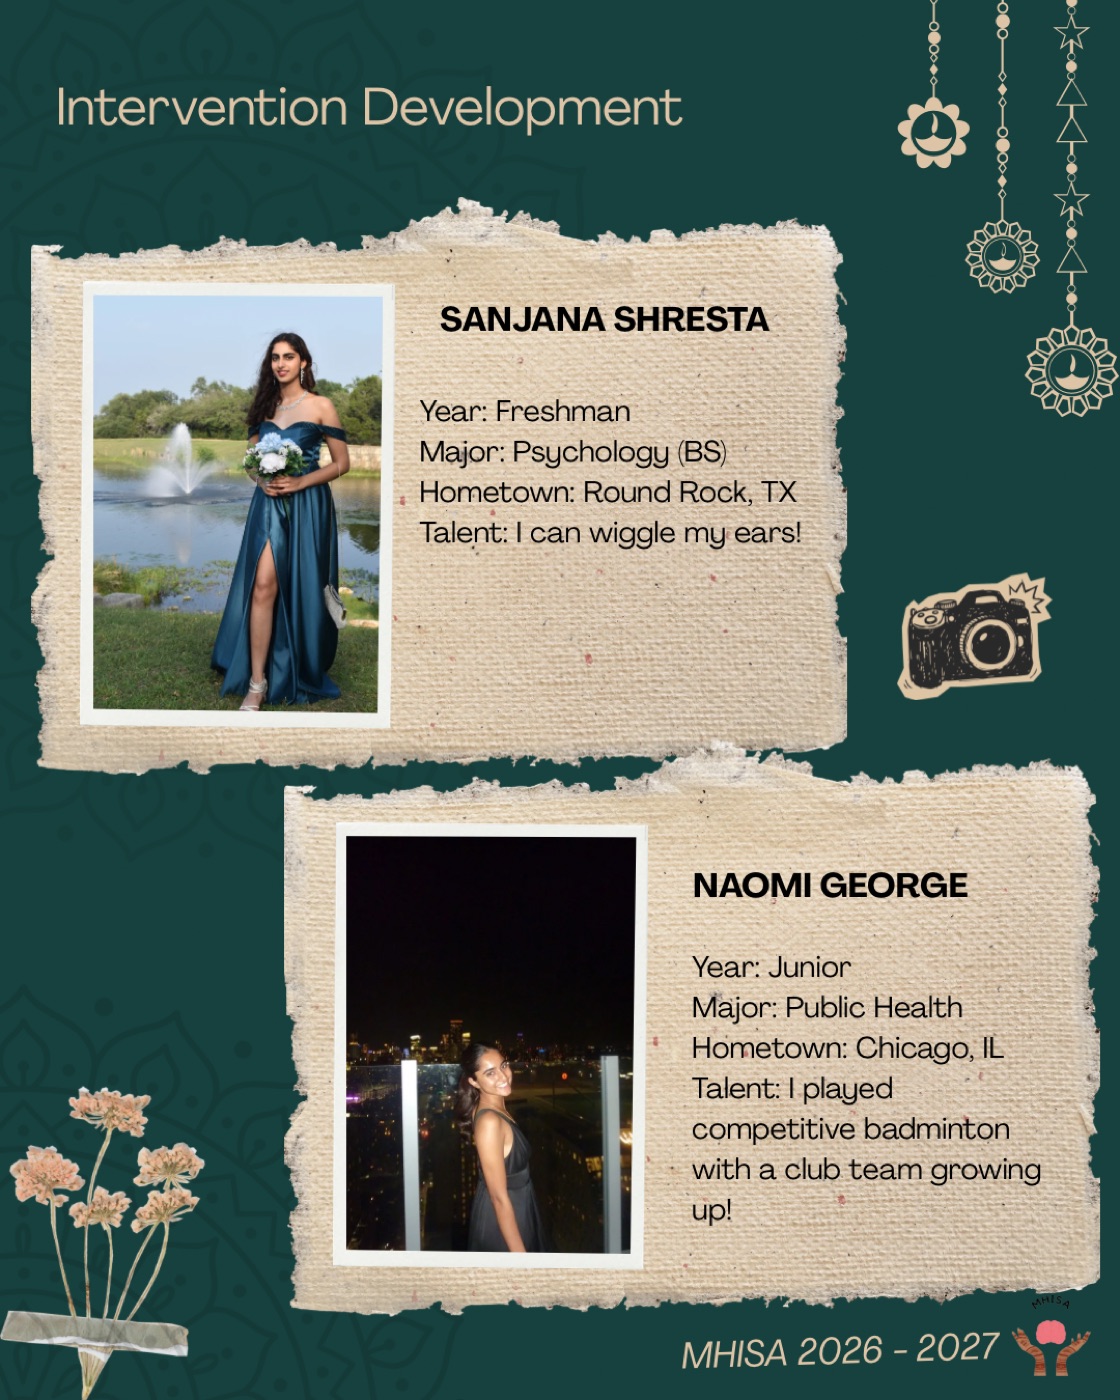 Intervention Development
SANJANA SHRESTA
Year: Freshman
Major: Psychology (BS)
Hometown: Round Rock, TX
Talent: I can wiggle my ears!
NAOMI GEORGE
Year: Junior
Major: Public Health
Hometown: Chicago, IL
Talent: I played
competitive badminton
with a club team growing
up!
MHISA
MHISA 2026 - 2027